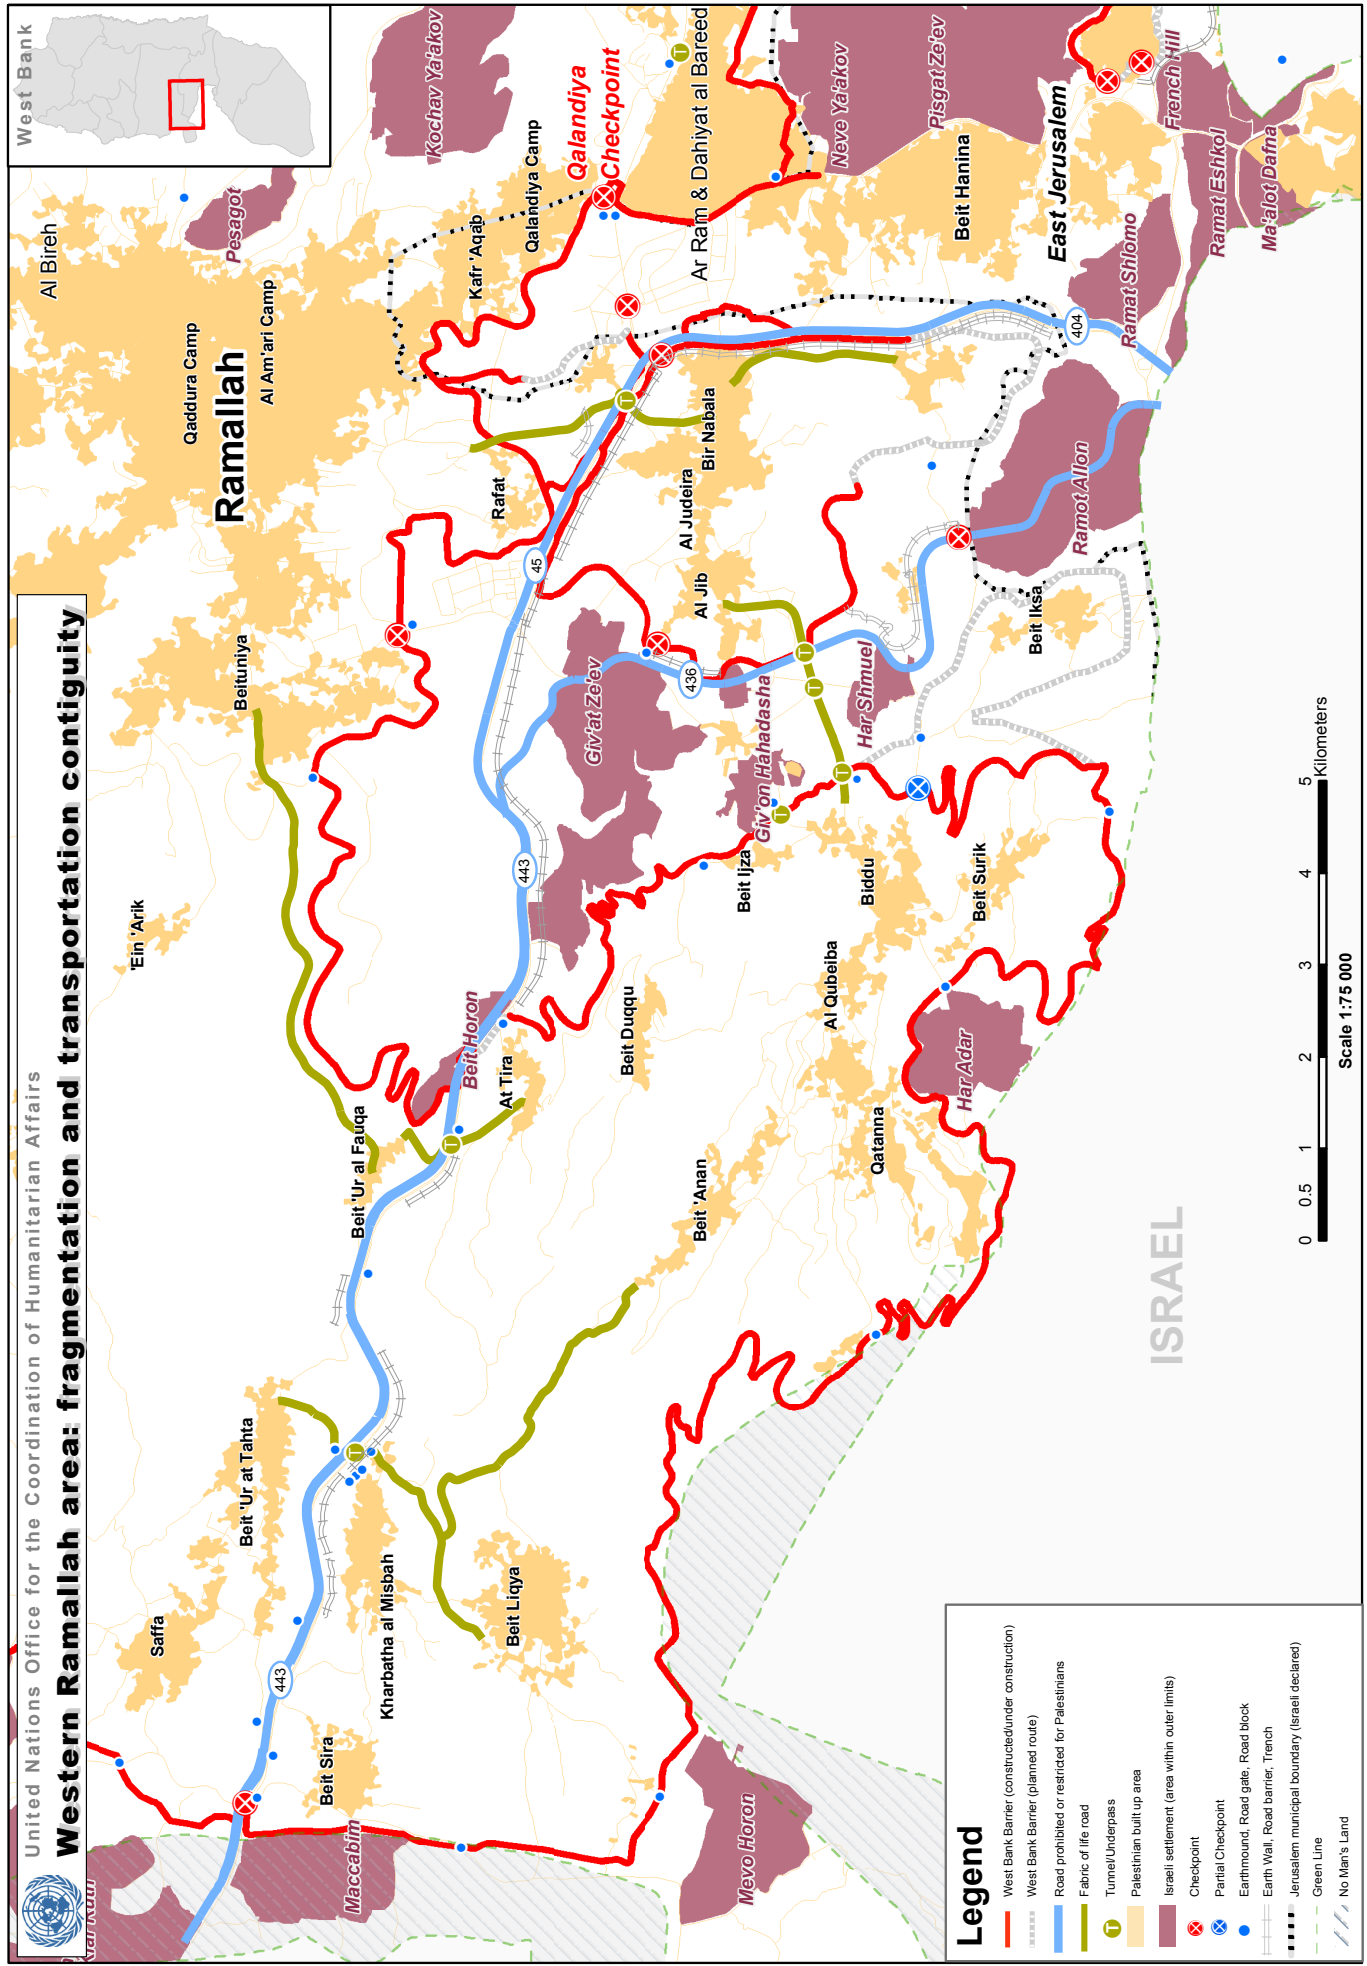 United Nations Office for the Coordination of Humanitarian Affairs
Western Ramallah area: fragmentation and transportation contiguity
West Bank
Kochav Ya'akov
Pesagot
Al Bireh
Qaddura Camp
Ramallah
Al Am'ari Camp
Kafr 'Aqab
Qalandiya Camp
Qalandiya
Checkpoint
Ar Ram & Dahiyat al Bareed
Neve Ya'akov
Pisgat Ze'ev
Beit Hanina
East Jerusalem
French Hill
Ramat Eshkol
Ma'alot Dafna
Ramat Shlomo
404
Ramot Allon
Bir Nabala
Al Judeira
Al Jib
Rafat
45
Beituniya
436
Giv'at Ze'ev
Giv'on Hahadasha
Har Shmuel
Beit Iksa
443
'Ein 'Arik
Beit Ijza
Biddu
Beit Surik
Al Qubeiba
Beit Duqqu
Beit Horon
At Tira
Har Adar
Qatanna
Beit 'Ur al Fauqa
Beit 'Anan
Beit 'Ur at Tahta
Saffa
Kharbatha al Misbah
Beit Liqya
443
Beit Sira
Maccabim
Mevo Horon
ISRAEL
T
T
T
T
T
T
T
T
0 0.5 1 2 3 4 5
Kilometers
Scale 1:75 000
Legend
West Bank Barrier (constructed/under construction)
West Bank Barrier (planned route)
Road prohibited or restricted for Palestinians
Fabric of life road
T Tunnel/Underpass
Palestinian built up area
Israeli settlement (area within outer limits)
Checkpoint
Partial Checkpoint
Earthmound, Road gate, Road block
Earth Wall, Road barrier, Trench
Jerusalem municipal boundary (Israeli declared)
Green Line
No Man's Land